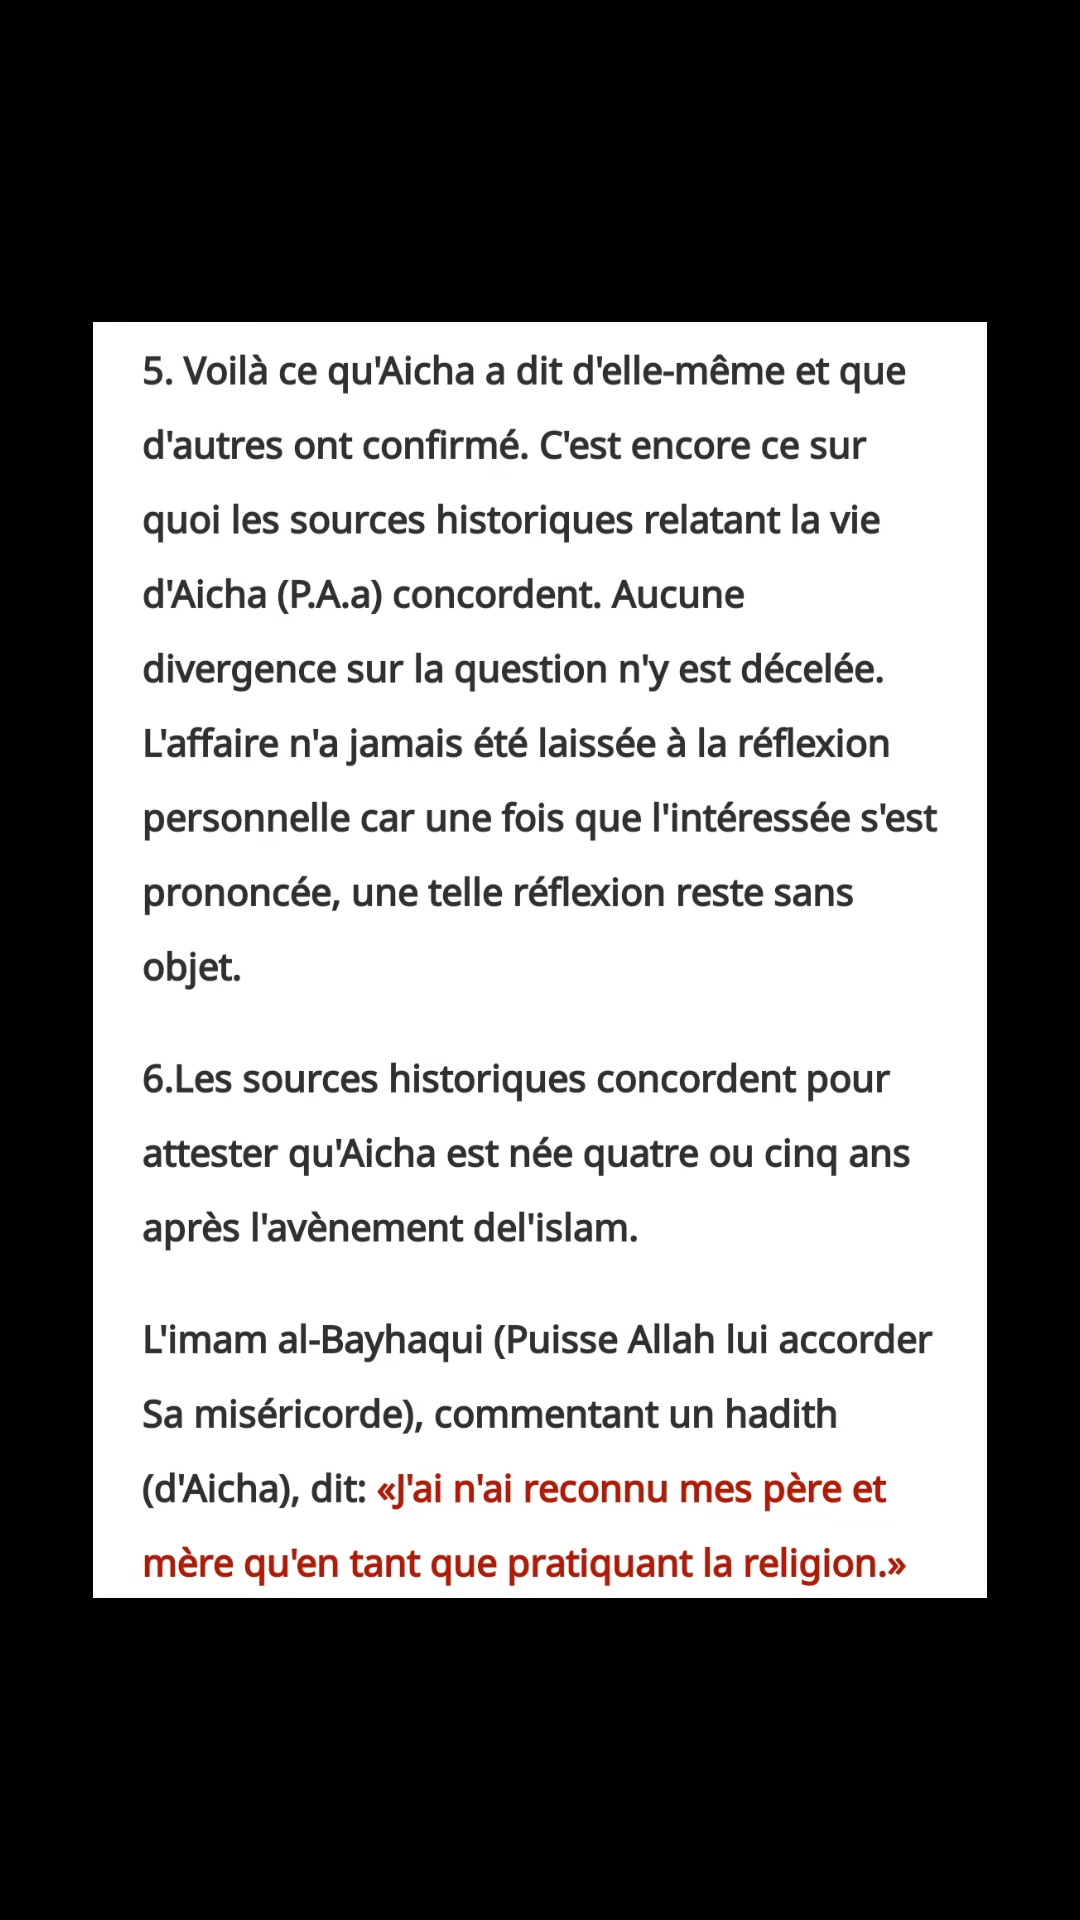 5. Voilà ce qu'Aicha a dit d'elle-même et que
d'autres ont confirmé. C'est encore ce sur
quoi les sources historiques relatant la vie
d'Aicha (P.A.a) concordent. Aucune
divergence sur la question n'y est décelée.
L'affaire n'a jamais été laissée à la réflexion
personnelle car une fois que l'intéressée s'est
prononcée, une telle réflexion reste sans
objet.
6.Les sources historiques concordent pour
attester qu'Aicha est née quatre ou cinq ans
après l'avènement del'islam.
L'imam al-Bayhaqui (Puisse Allah lui accorder
Sa miséricorde), commentant un hadith
(d'Aicha), dit: «J'ai n'ai reconnu mes père et
mère qu'en tant que pratiquant la religion.»